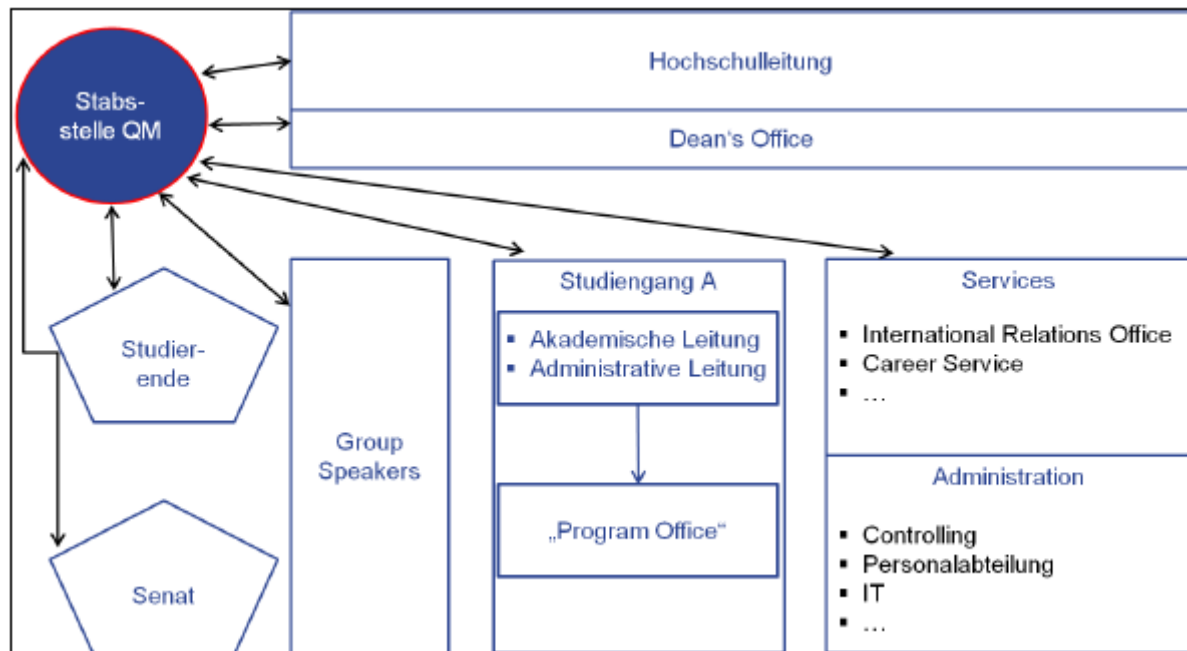 Stabs-
stelle QM
Hochschulleitung
Dean's Office
Studier-
ende
Senat
Group
Speakers
Studiengang A
▪ Akademische Leitung
▪ Administrative Leitung
„Program Office“
Services
▪ International Relations Office
▪ Career Service
▪ …
Administration
▪ Controlling
▪ Personalabteilung
▪ IT
▪ …